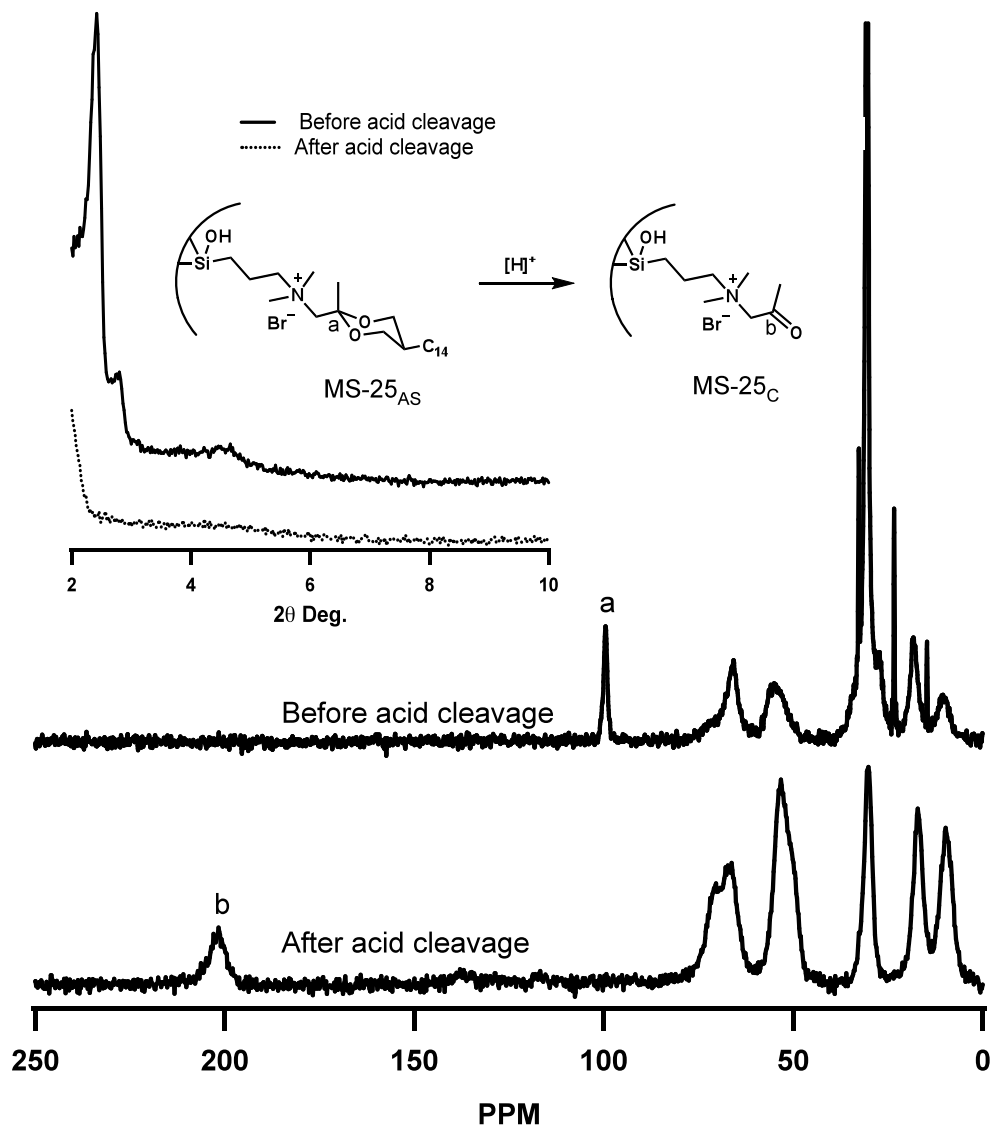 Before acid cleavage
After acid cleavage
OH
Si
N
+
Br−
a
O
O
C14
MS-25AS
[H]+
OH
Si
N
+
Br−
b
O
MS-25C
2 4 6 8 10
2θ Deg.
a
Before acid cleavage
b
After acid cleavage
250 200 150 100 50 0
PPM